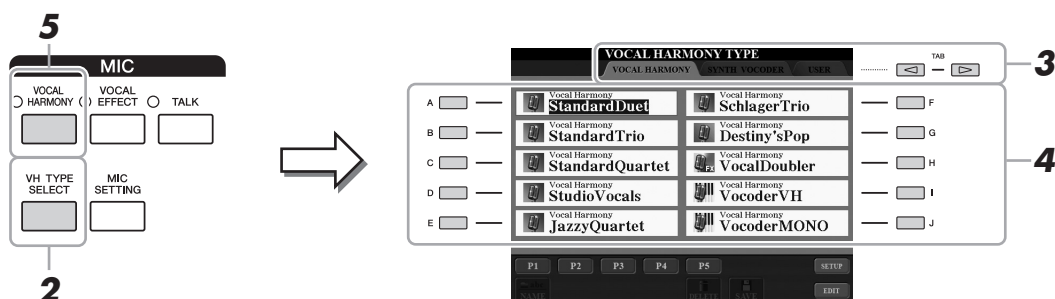 5
MIC
VOCAL HARMONY
VOCAL EFFECT
TALK
VH TYPE SELECT
MIC SETTING
2
VOCAL HARMONY TYPE
VOCAL HARMONY SYNTH VOCODER USER
TAB
3
A
Vocal Harmony
StandardDuet
Vocal Harmony
SchlagerTrio
F
B
Vocal Harmony
StandardTrio
Vocal Harmony
Destiny'sPop
G
C
Vocal Harmony
StandardQuartet
Vocal Harmony
VocalDoubler
H
4
D
Vocal Harmony
StudioVocals
Vocal Harmony
VocoderVH
I
E
Vocal Harmony
JazzyQuartet
Vocal Harmony
VocoderMONO
J
P1 P2 P3 P4 P5 SETUP
NAME DELETE SAVE EDIT